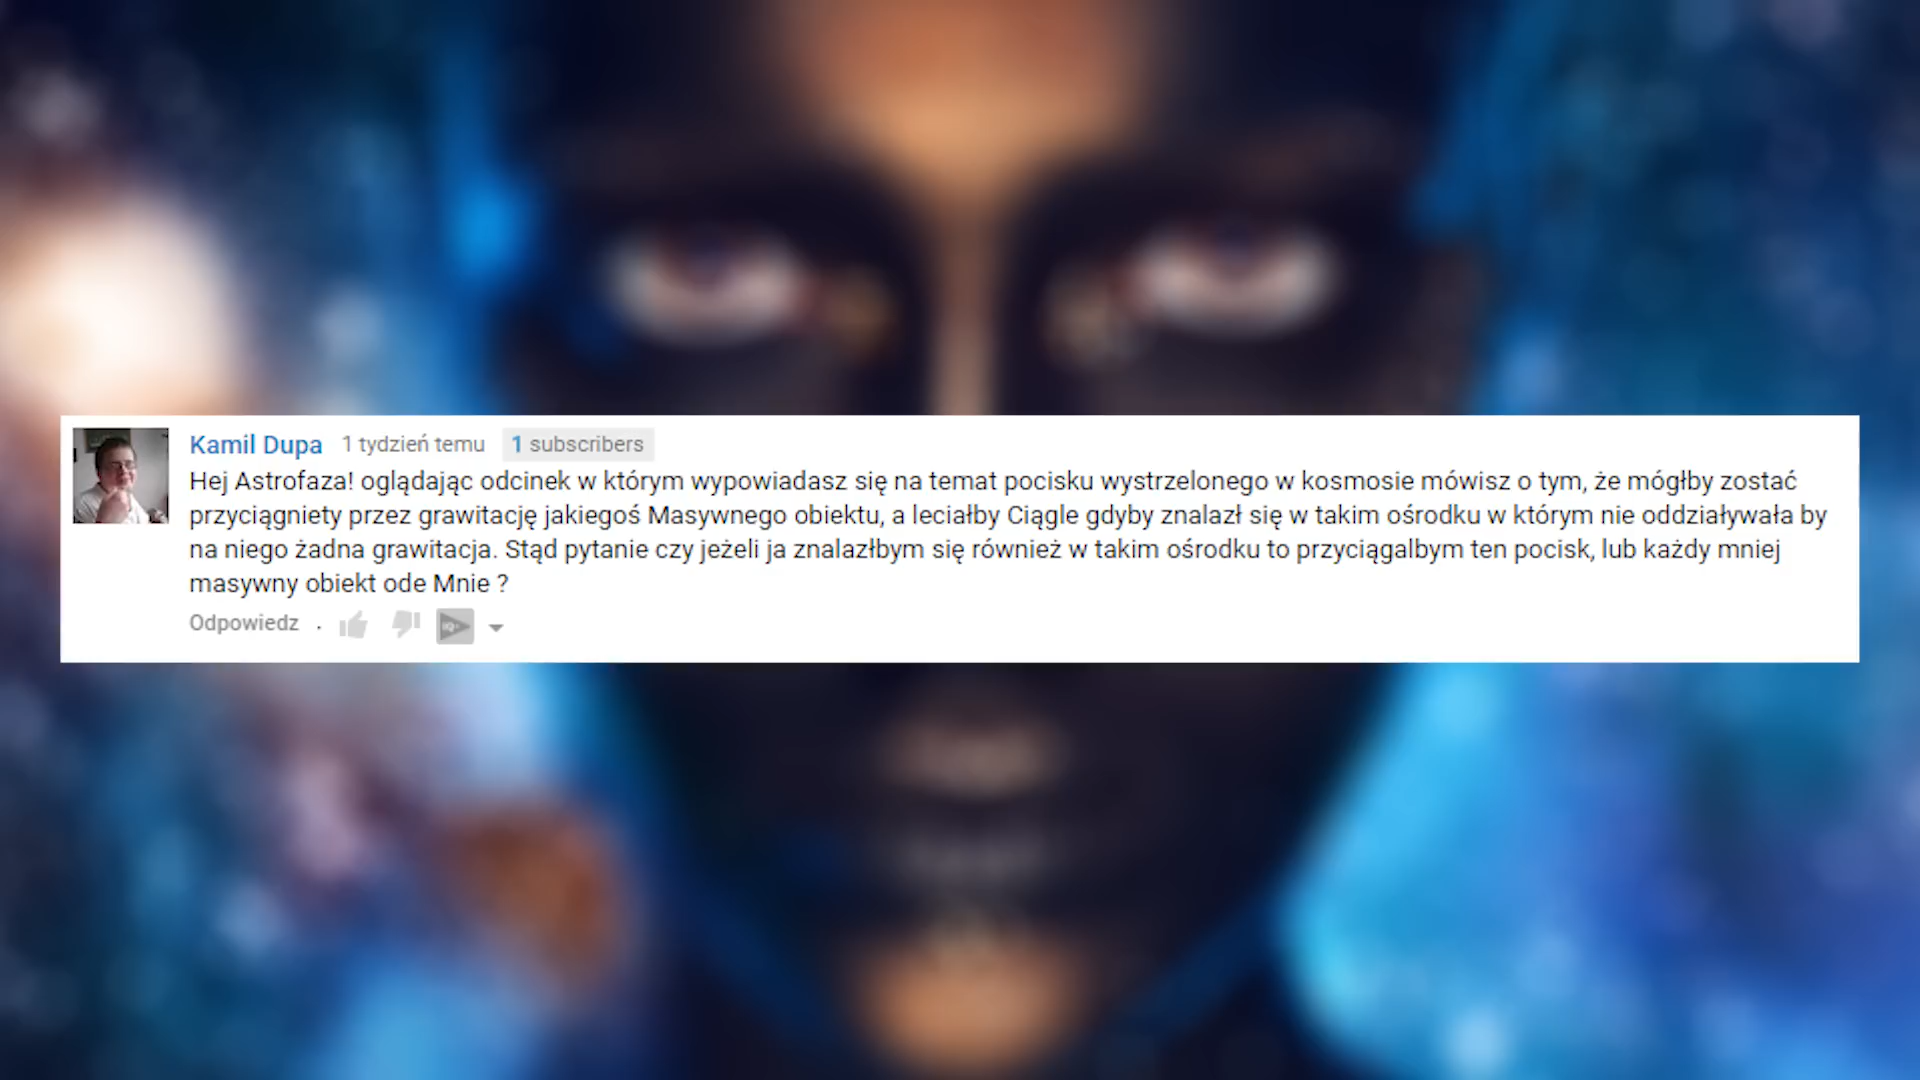 Kamil Dupa 1 tydzień temu 1 subscribers
Hej Astrofaza! oglądając odcinek w którym wypowiadasz się na temat pocisku wystrzelonego w kosmosie mówisz o tym, że mógłby zostać
przyciągniety przez grawitację jakiegoś Masywnego obiektu, a leciałby Ciągle gdyby znalazł się w takim ośrodku w którym nie oddziaływała by
na niego żadna grawitacja. Stąd pytanie czy jeżeli ja znalazłbym się również w takim ośrodku to przyciągalbym ten pocisk, lub każdy mniej
masywny obiekt ode Mnie ?
Odpowiedz .